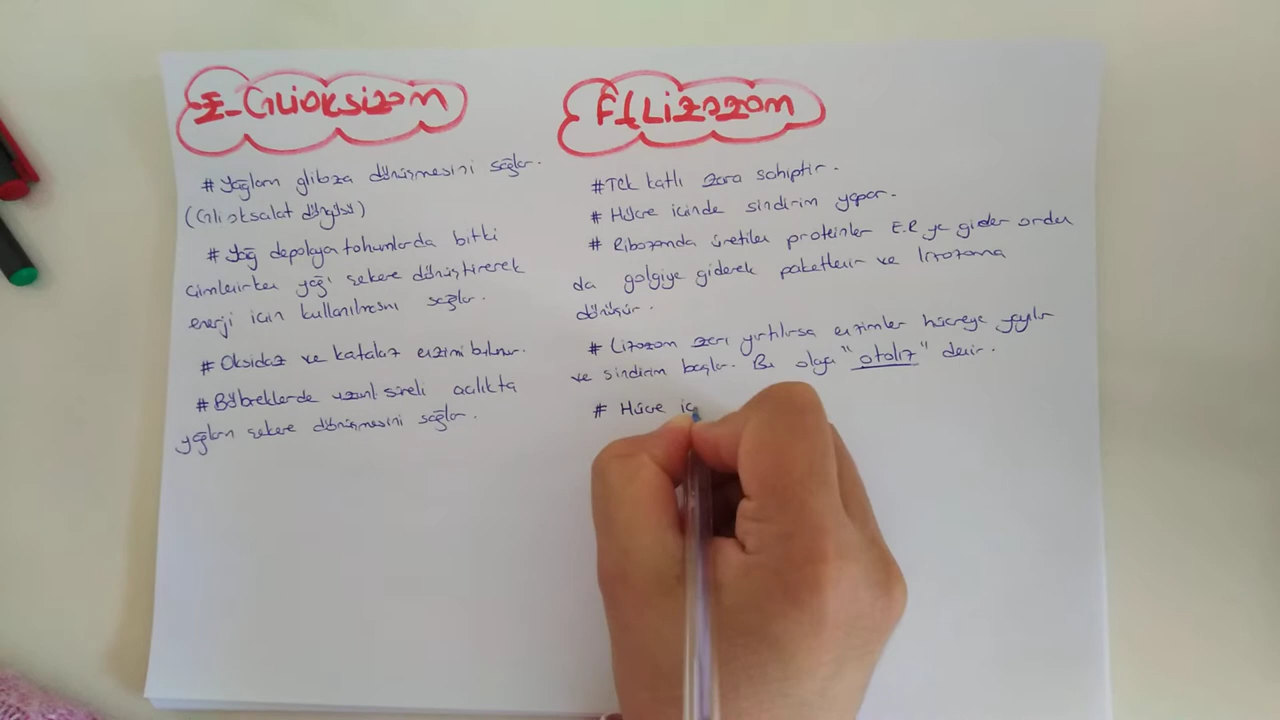 E-Glioksizom
# Yağların glikoza dönüşmesini sağlar.
(Glioksalat döngüsü)
# Yağ depolayan tohumlarda bitki
çimlenirken yağı şekere dönüştirerek
enerji için kullanılmasını sağlar.
# Oksidaz ve katalaz enzimi bulunur.
# Böbreklerde uzun süreli açlıkta
yağların şekere dönüşmesini sağlar.
F-Lizozom
# Tek katlı zara sahiptir.
# Hücre içinde sindirim yapar.
# Ribozomda üretilen proteinler E.R ye gider ordan
da golgiye giderek paketlenir ve lizozoma
dönüşür.
# Lizozom zarı yırtılırsa enzimler hücreye yayılır
ve sindirim başlar. Bu olaya "otoliz" denir.
# Hücre iç